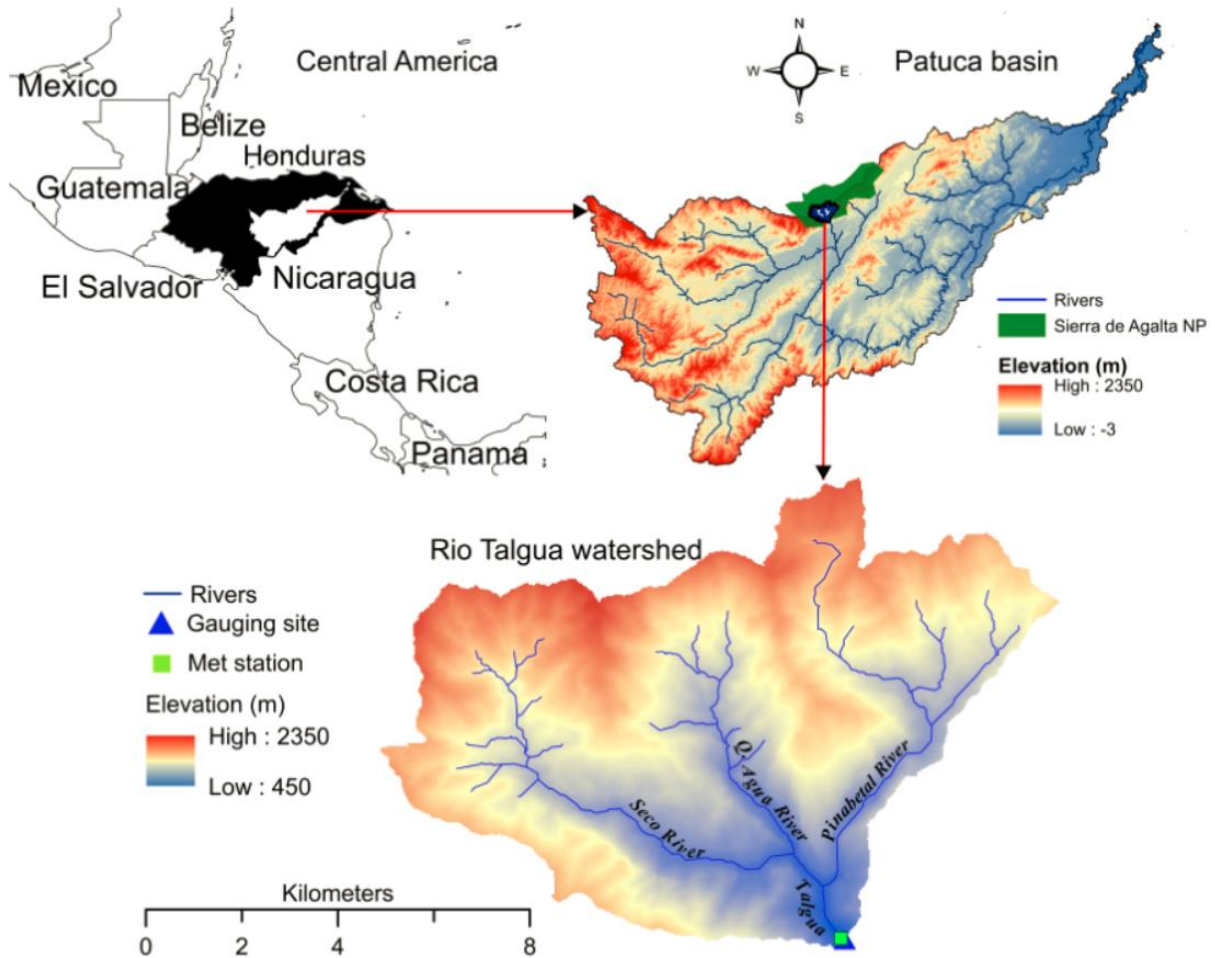 Central America
Mexico
Belize
Honduras
Guatemala
El Salvador
Nicaragua
Costa Rica
Panama
N
W
E
S
Patuca basin
Rivers
Sierra de Agalta NP
Elevation (m)
High : 2350
Low : -3
Rio Talgua watershed
Rivers
Gauging site
Met station
Elevation (m)
High : 2350
Low : 450
Seco River
Q. Agua River
Pinabetal River
Talgua
Kilometers
0 2 4 8